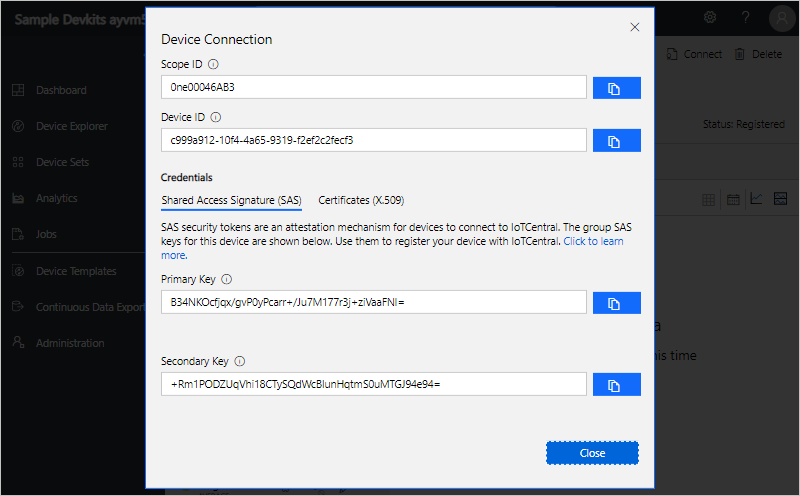 Sample Devkits ayvm
Device Connection
Connect
Delete
Scope ID
0ne00046AB3
Dashboard
Device ID
Device Explorer
Status: Registered
c999a912-10f4-4a65-9319-f2ef2c2fecf3
Device Sets
Credentials
Analytics
Shared Access Signature (SAS)
Certificates (X.509)
SAS security tokens are an attestation mechanism for devices to connect to IoTCentral. The group SAS
Jobs
keys for this device are shown below. Use them to register your device with IoTCentral. Click to learn
more.
Device Templates
Primary Key
B34NKOcfjqx/gvP0yPcarr+/Ju7M177r3j+ziVaaFNI=
Continuous Data Export
Administration
his time
Secondary Key
+Rm1PODZUqVhi18CTySQdWcBlunHqtmS0uMTGJ94e94=
Close